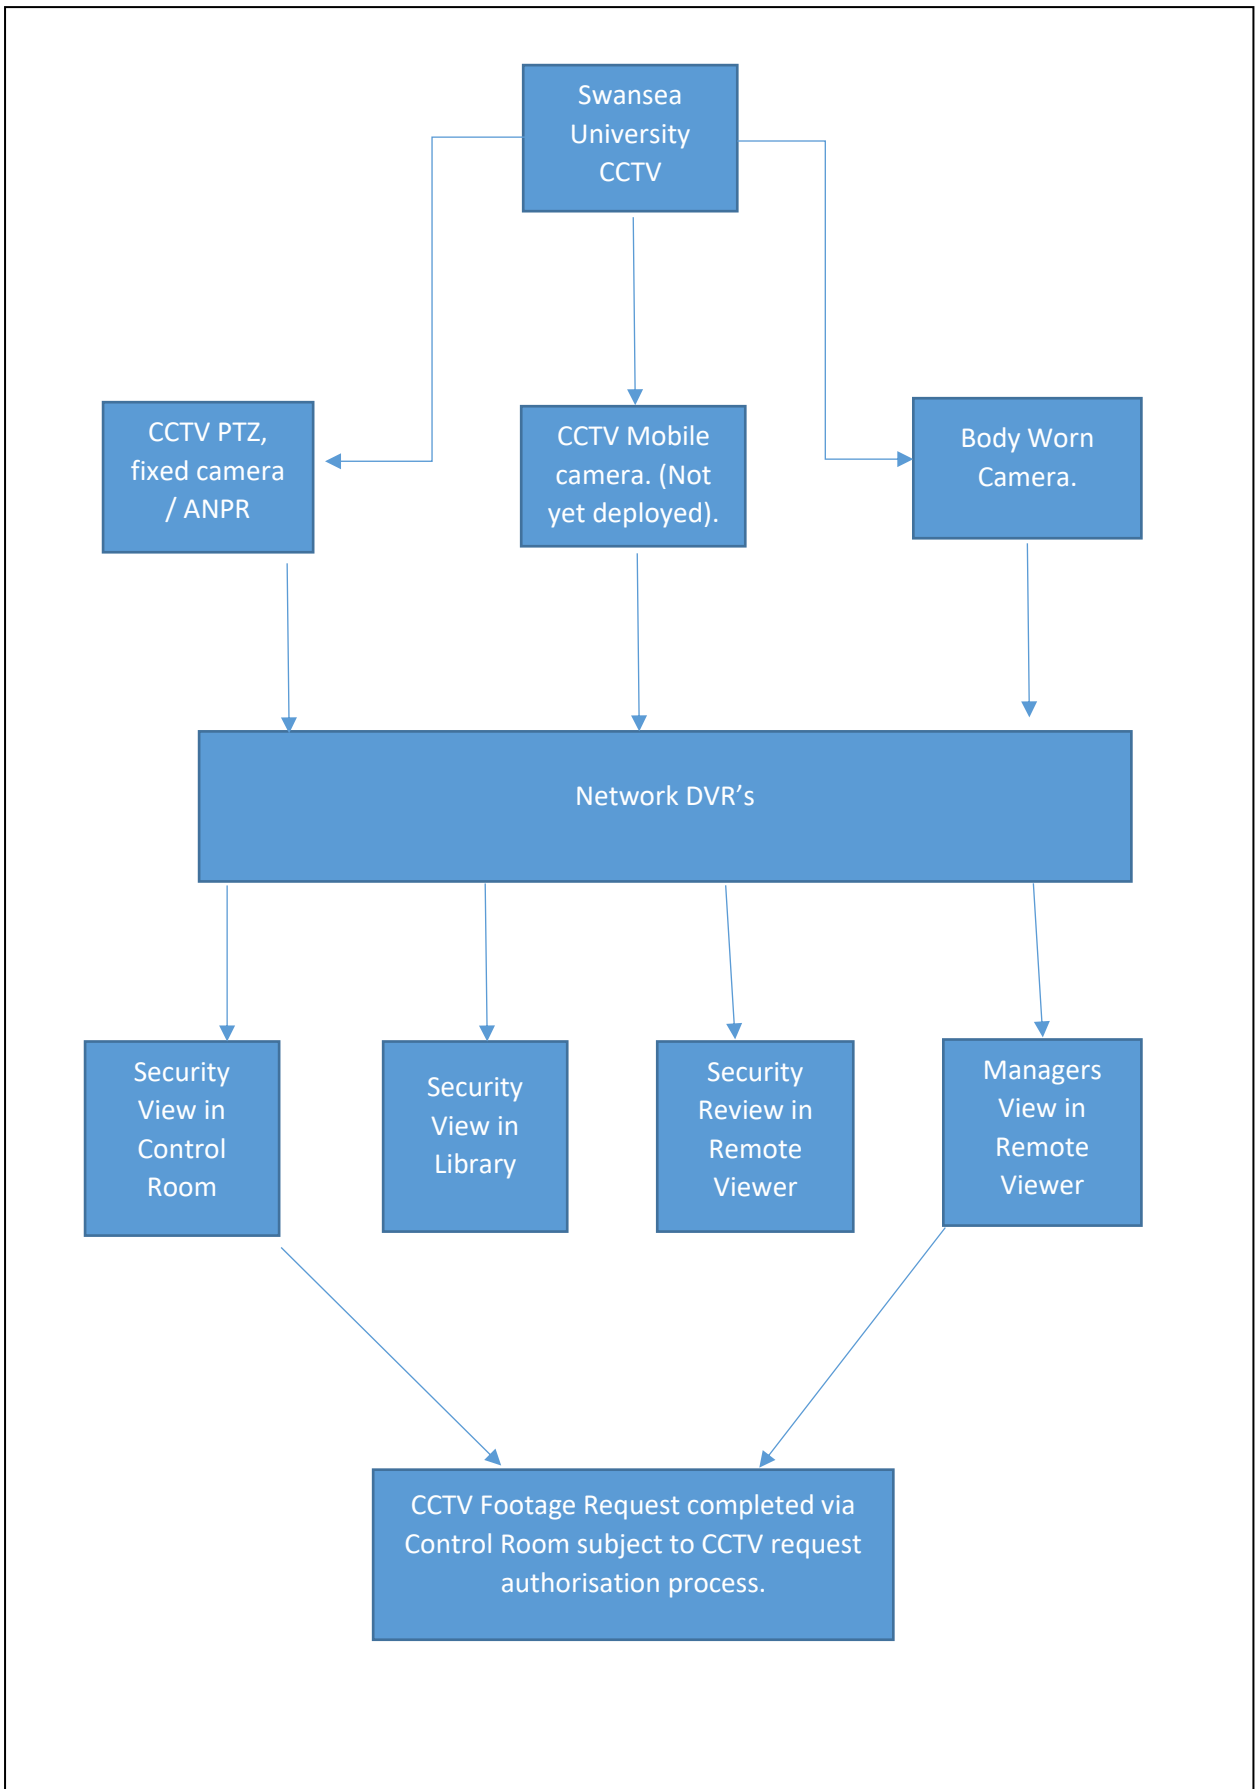 Swansea
University
CCTV
CCTV PTZ,
fixed camera
/ ANPR
CCTV Mobile
camera. (Not
yet deployed).
Body Worn
Camera.
Network DVR’s
Security
View in
Control
Room
Security
View in
Library
Security
Review in
Remote
Viewer
Managers
View in
Remote
Viewer
CCTV Footage Request completed via
Control Room subject to CCTV request
authorisation process.